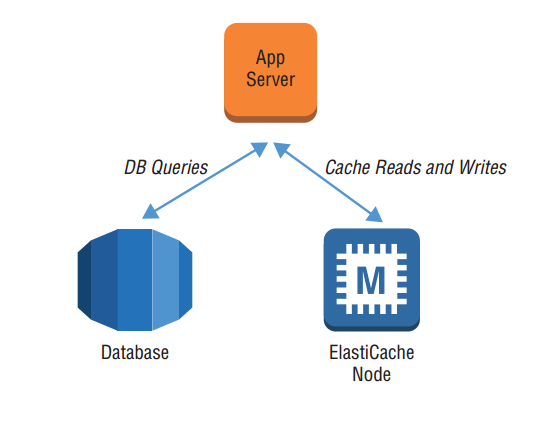 App
Server
DB Queries
Cache Reads and Writes
M
Database
ElastiCache
Node